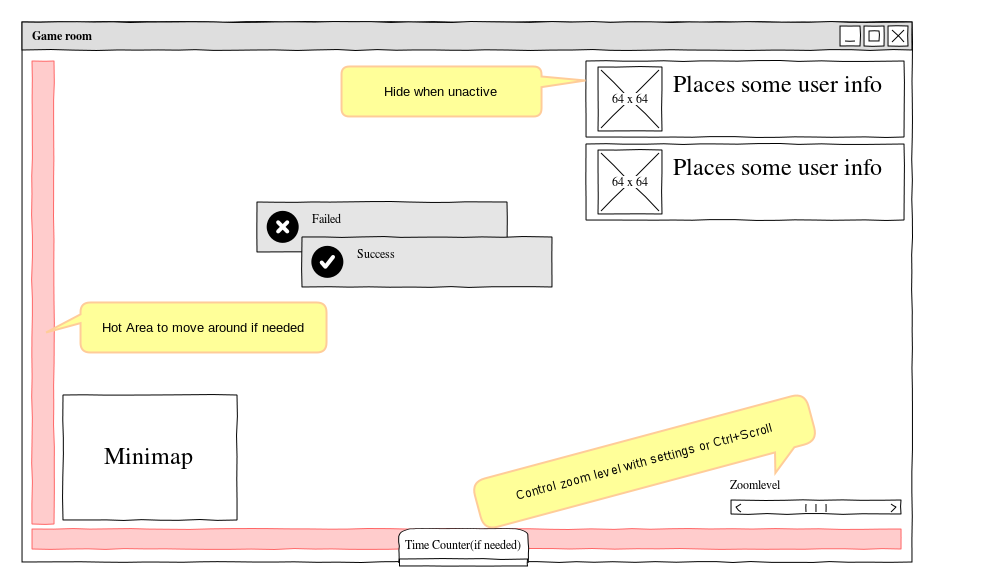 Game room
Hide when unactive
64 x 64
Places some user info
64 x 64
Places some user info
Failed
Success
Hot Area to move around if needed
Minimap
Control zoom level with settings or Ctrl+Scroll
Zoomlevel
Time Counter(if needed)